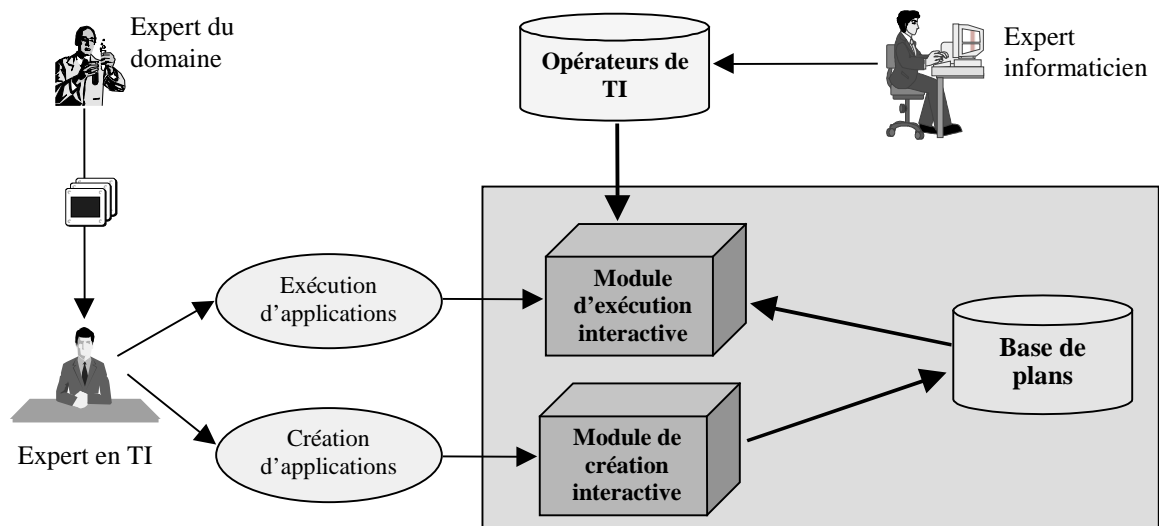 Expert du
domaine
Opérateurs de
TI
Expert
informaticien
Exécution
d’applications
Module
d’exécution
interactive
Base de
plans
Expert en TI
Création
d’applications
Module de
création
interactive